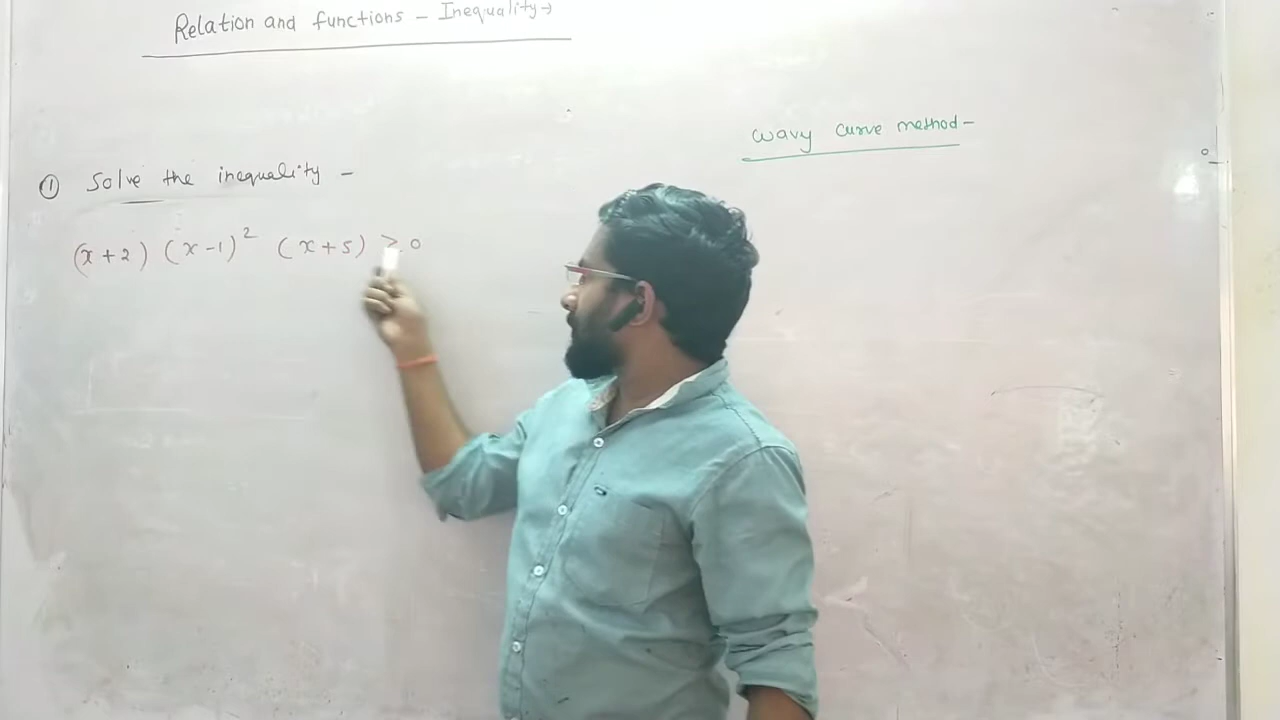 Relation and functions - Inequality →
Wavy Curve method -
① Solve the inequality -
(x+2) (x-1)² (x+5) > 0